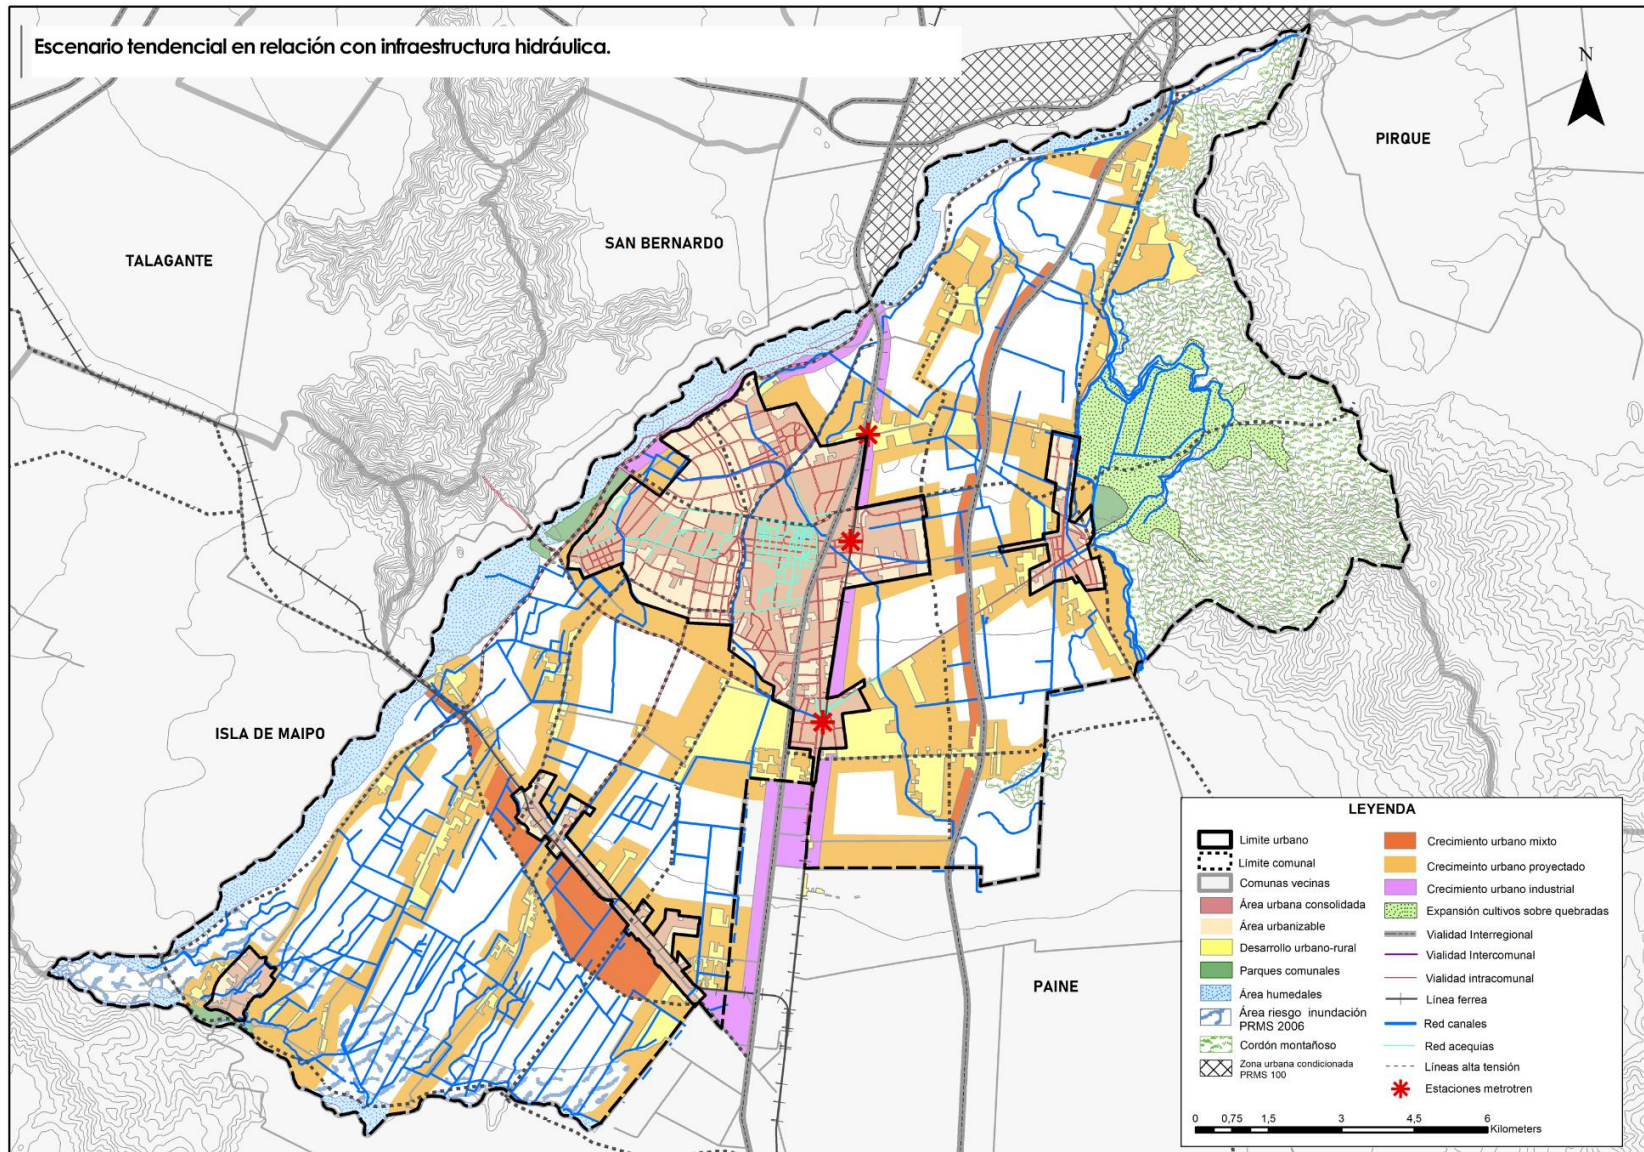 Escenario tendencial en relación con infraestructura hidráulica.
N
PIRQUE
SAN BERNARDO
TALAGANTE
ISLA DE MAIPO
PAINE
LEYENDA
Limite urbano
Límite comunal
Comunas vecinas
Área urbana consolidada
Área urbanizable
Desarrollo urbano-rural
Parques comunales
Área humedales
Área riesgo inundación
PRMS 2006
Cordón montañoso
Zona urbana condicionada
PRMS 100
Crecimiento urbano mixto
Crecimeinto urbano proyectado
Crecimiento urbano industrial
Expansión cultivos sobre quebradas
Vialidad Interregional
Vialidad Intercomunal
Vialidad intracomunal
Línea ferrea
Red canales
Red acequias
Líneas alta tensión
Estaciones metrotren
0 0,75 1,5 3 4,5 6
Kilometers